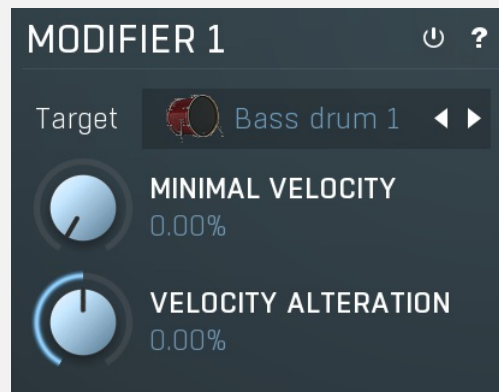 MODIFIER 1 ?
Target Bass drum 1
MINIMAL VELOCITY
0.00%
VELOCITY ALTERATION
0.00%